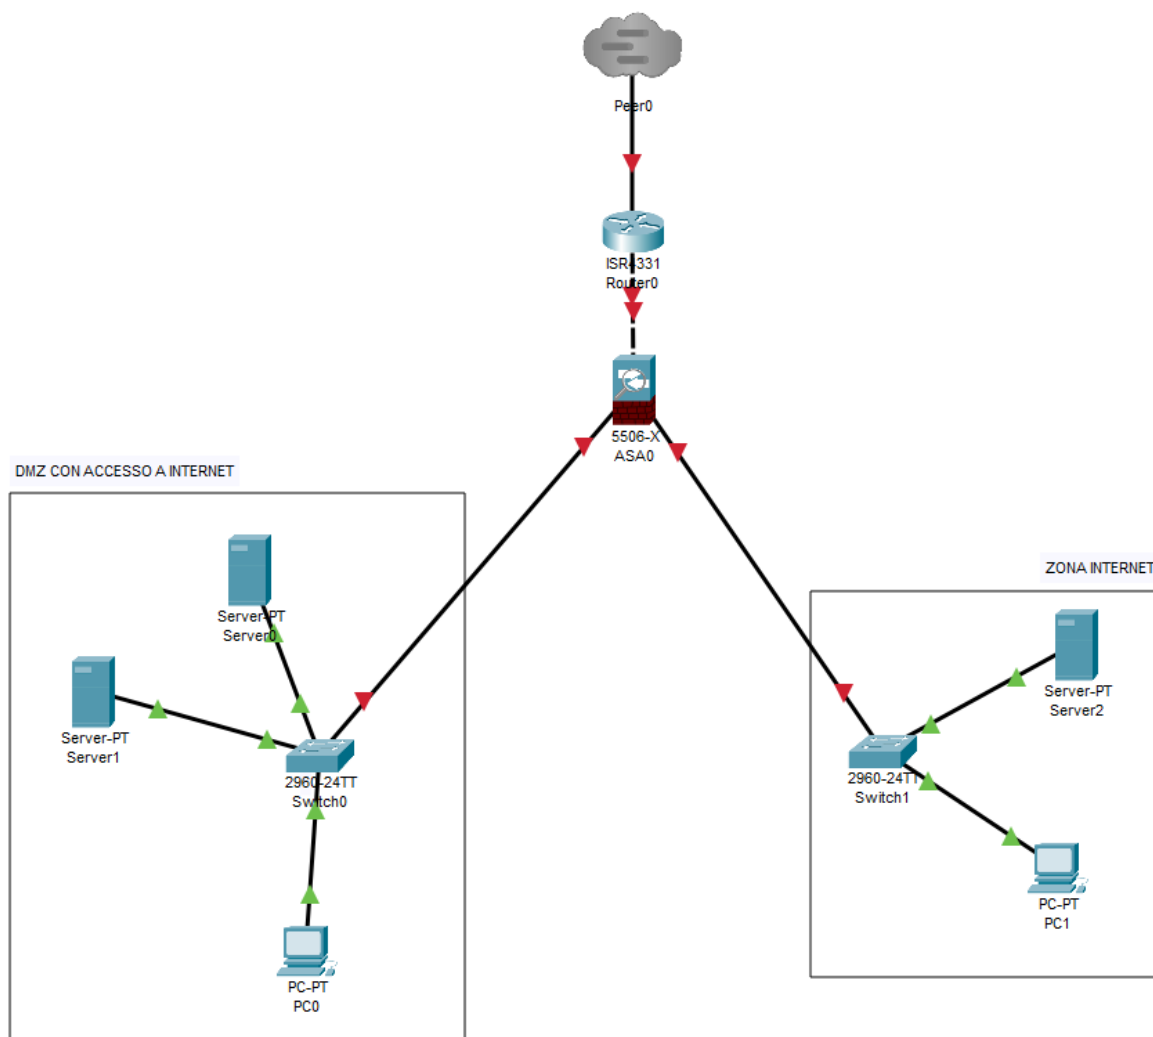 Peer0
ISR4331
Router0
5506-X
ASA0
DMZ CON ACCESSO A INTERNET
ZONA INTERNET
Server-PT
Server0
Server-PT
Server1
Server-PT
Server2
2960-24TT
Switch0
2960-24TT
Switch1
PC-PT
PC1
PC-PT
PC0